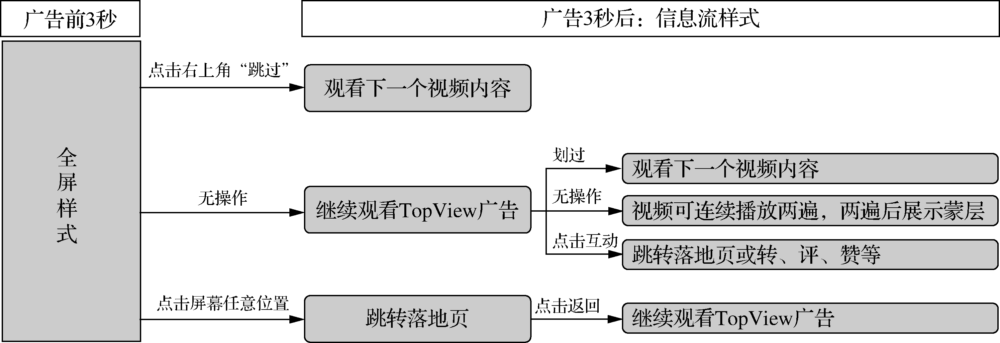 广告前3秒
广告3秒后：信息流样式
全屏样式
点击右上角“跳过”
观看下一个视频内容
无操作
继续观看TopView广告
划过
观看下一个视频内容
无操作
视频可连续播放两遍，两遍后展示蒙层
点击互动
跳转落地页或转、评、赞等
点击屏幕任意位置
跳转落地页
点击返回
继续观看TopView广告